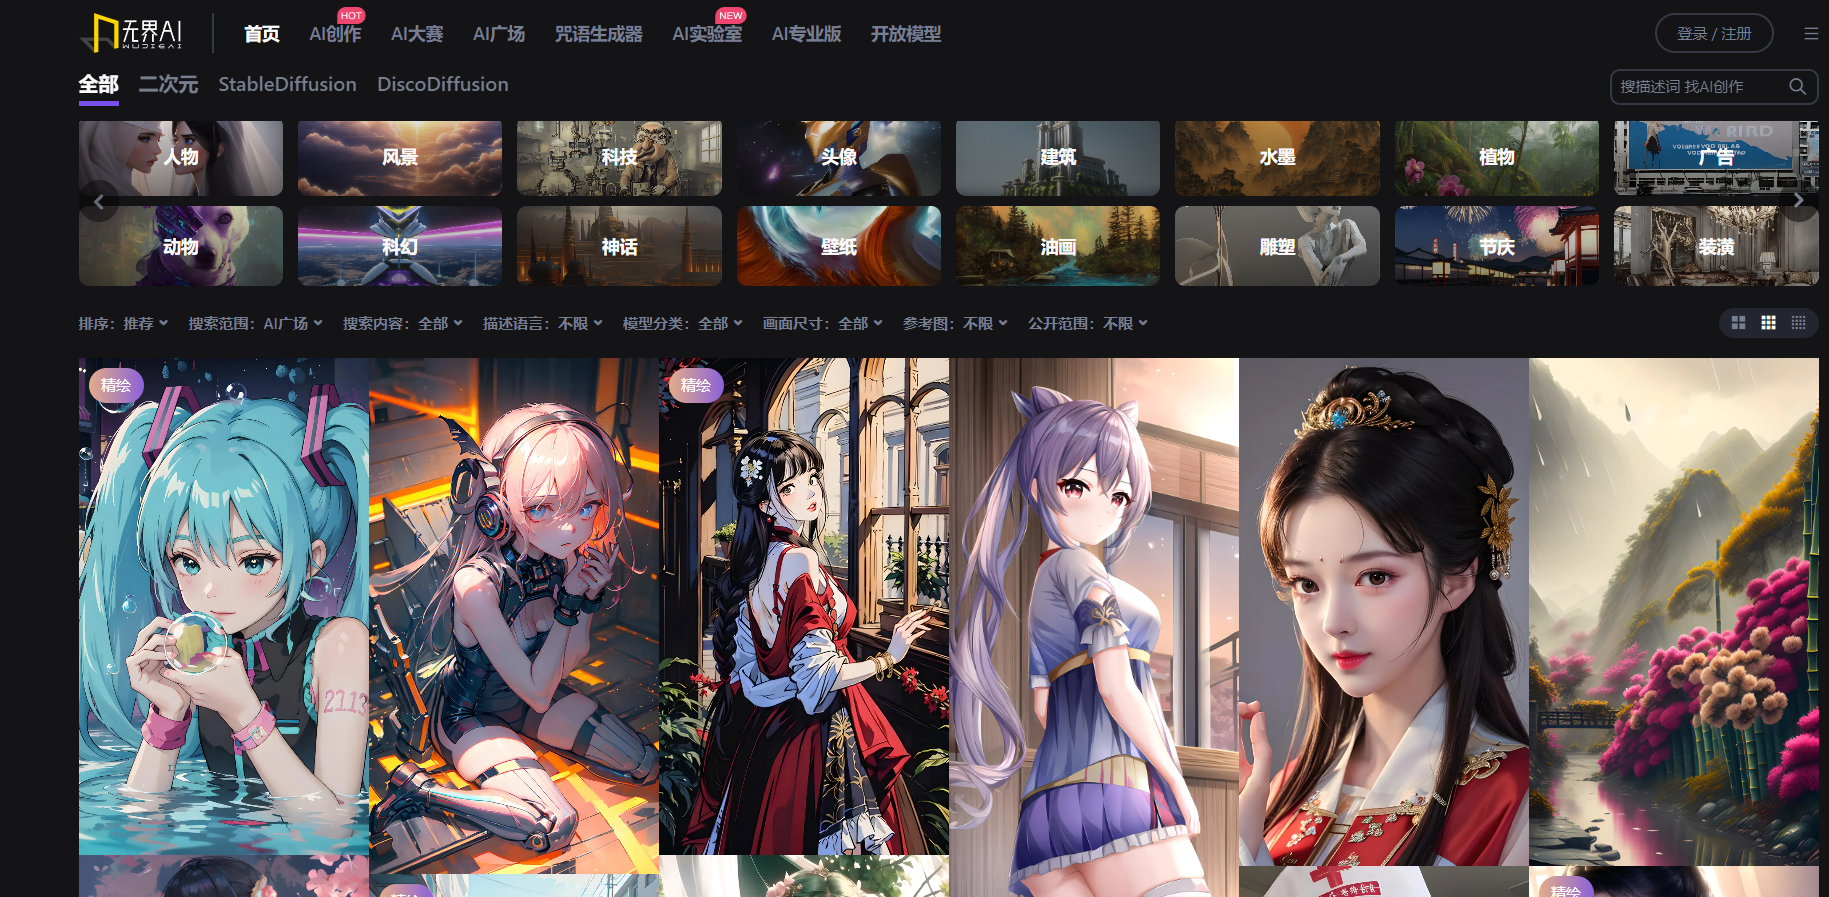 无界AI
WUJIEAI
首页 AI创作 HOT AI大赛 AI广场 咒语生成器 AI实验室 NEW AI专业版 开放模型
登录 / 注册
全部 二次元 StableDiffusion DiscoDiffusion
搜描述词 找AI创作
人物 风景 科技 头像 建筑 水墨 植物 广告
动物 科幻 神话 壁纸 油画 雕塑 节庆 装潢
排序：推荐 搜索范围：AI广场 搜索内容：全部 描述语言：不限 模型分类：全部 画面尺寸：全部 参考图：不限 公开范围：不限
精绘
精绘
2113
精绘
精绘